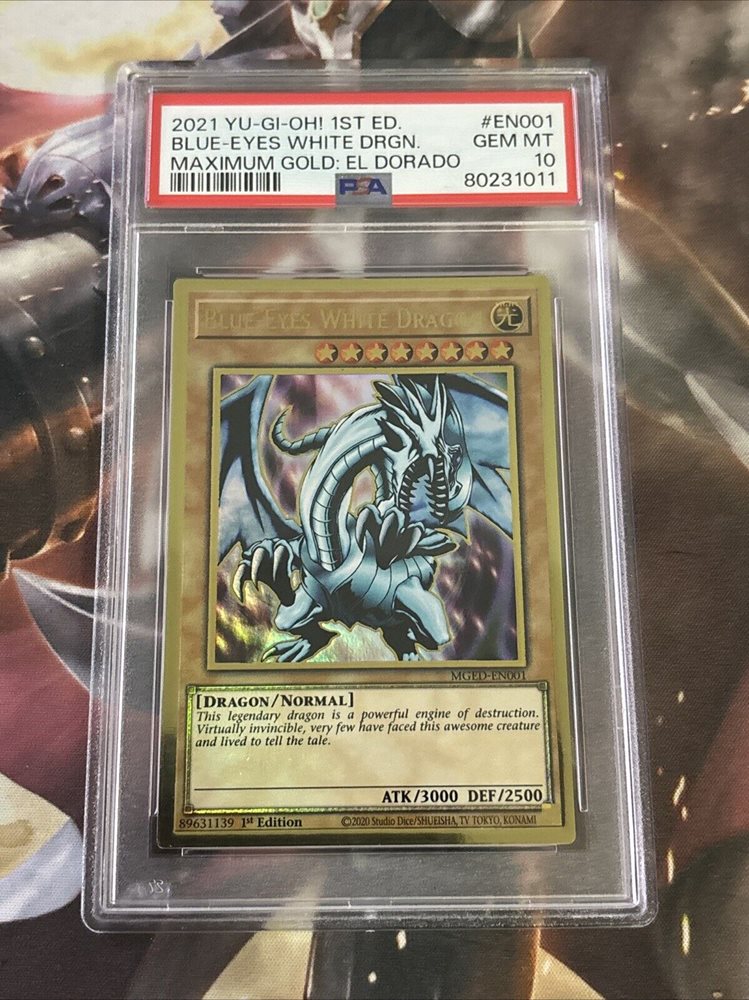 2021 YU-GI-OH! 1ST ED. #EN001
BLUE-EYES WHITE DRGN. GEM MT
MAXIMUM GOLD: EL DORADO 10
PSA 80231011
BLUE-EYES WHITE DRAGON
光
MGED-EN001
[DRAGON/NORMAL]
This legendary dragon is a powerful engine of destruction.
Virtually invincible, very few have faced this awesome creature
and lived to tell the tale.
ATK/3000 DEF/2500
89631139 1st Edition ©2020 Studio Dice/SHUEISHA, TV TOKYO, KONAMI